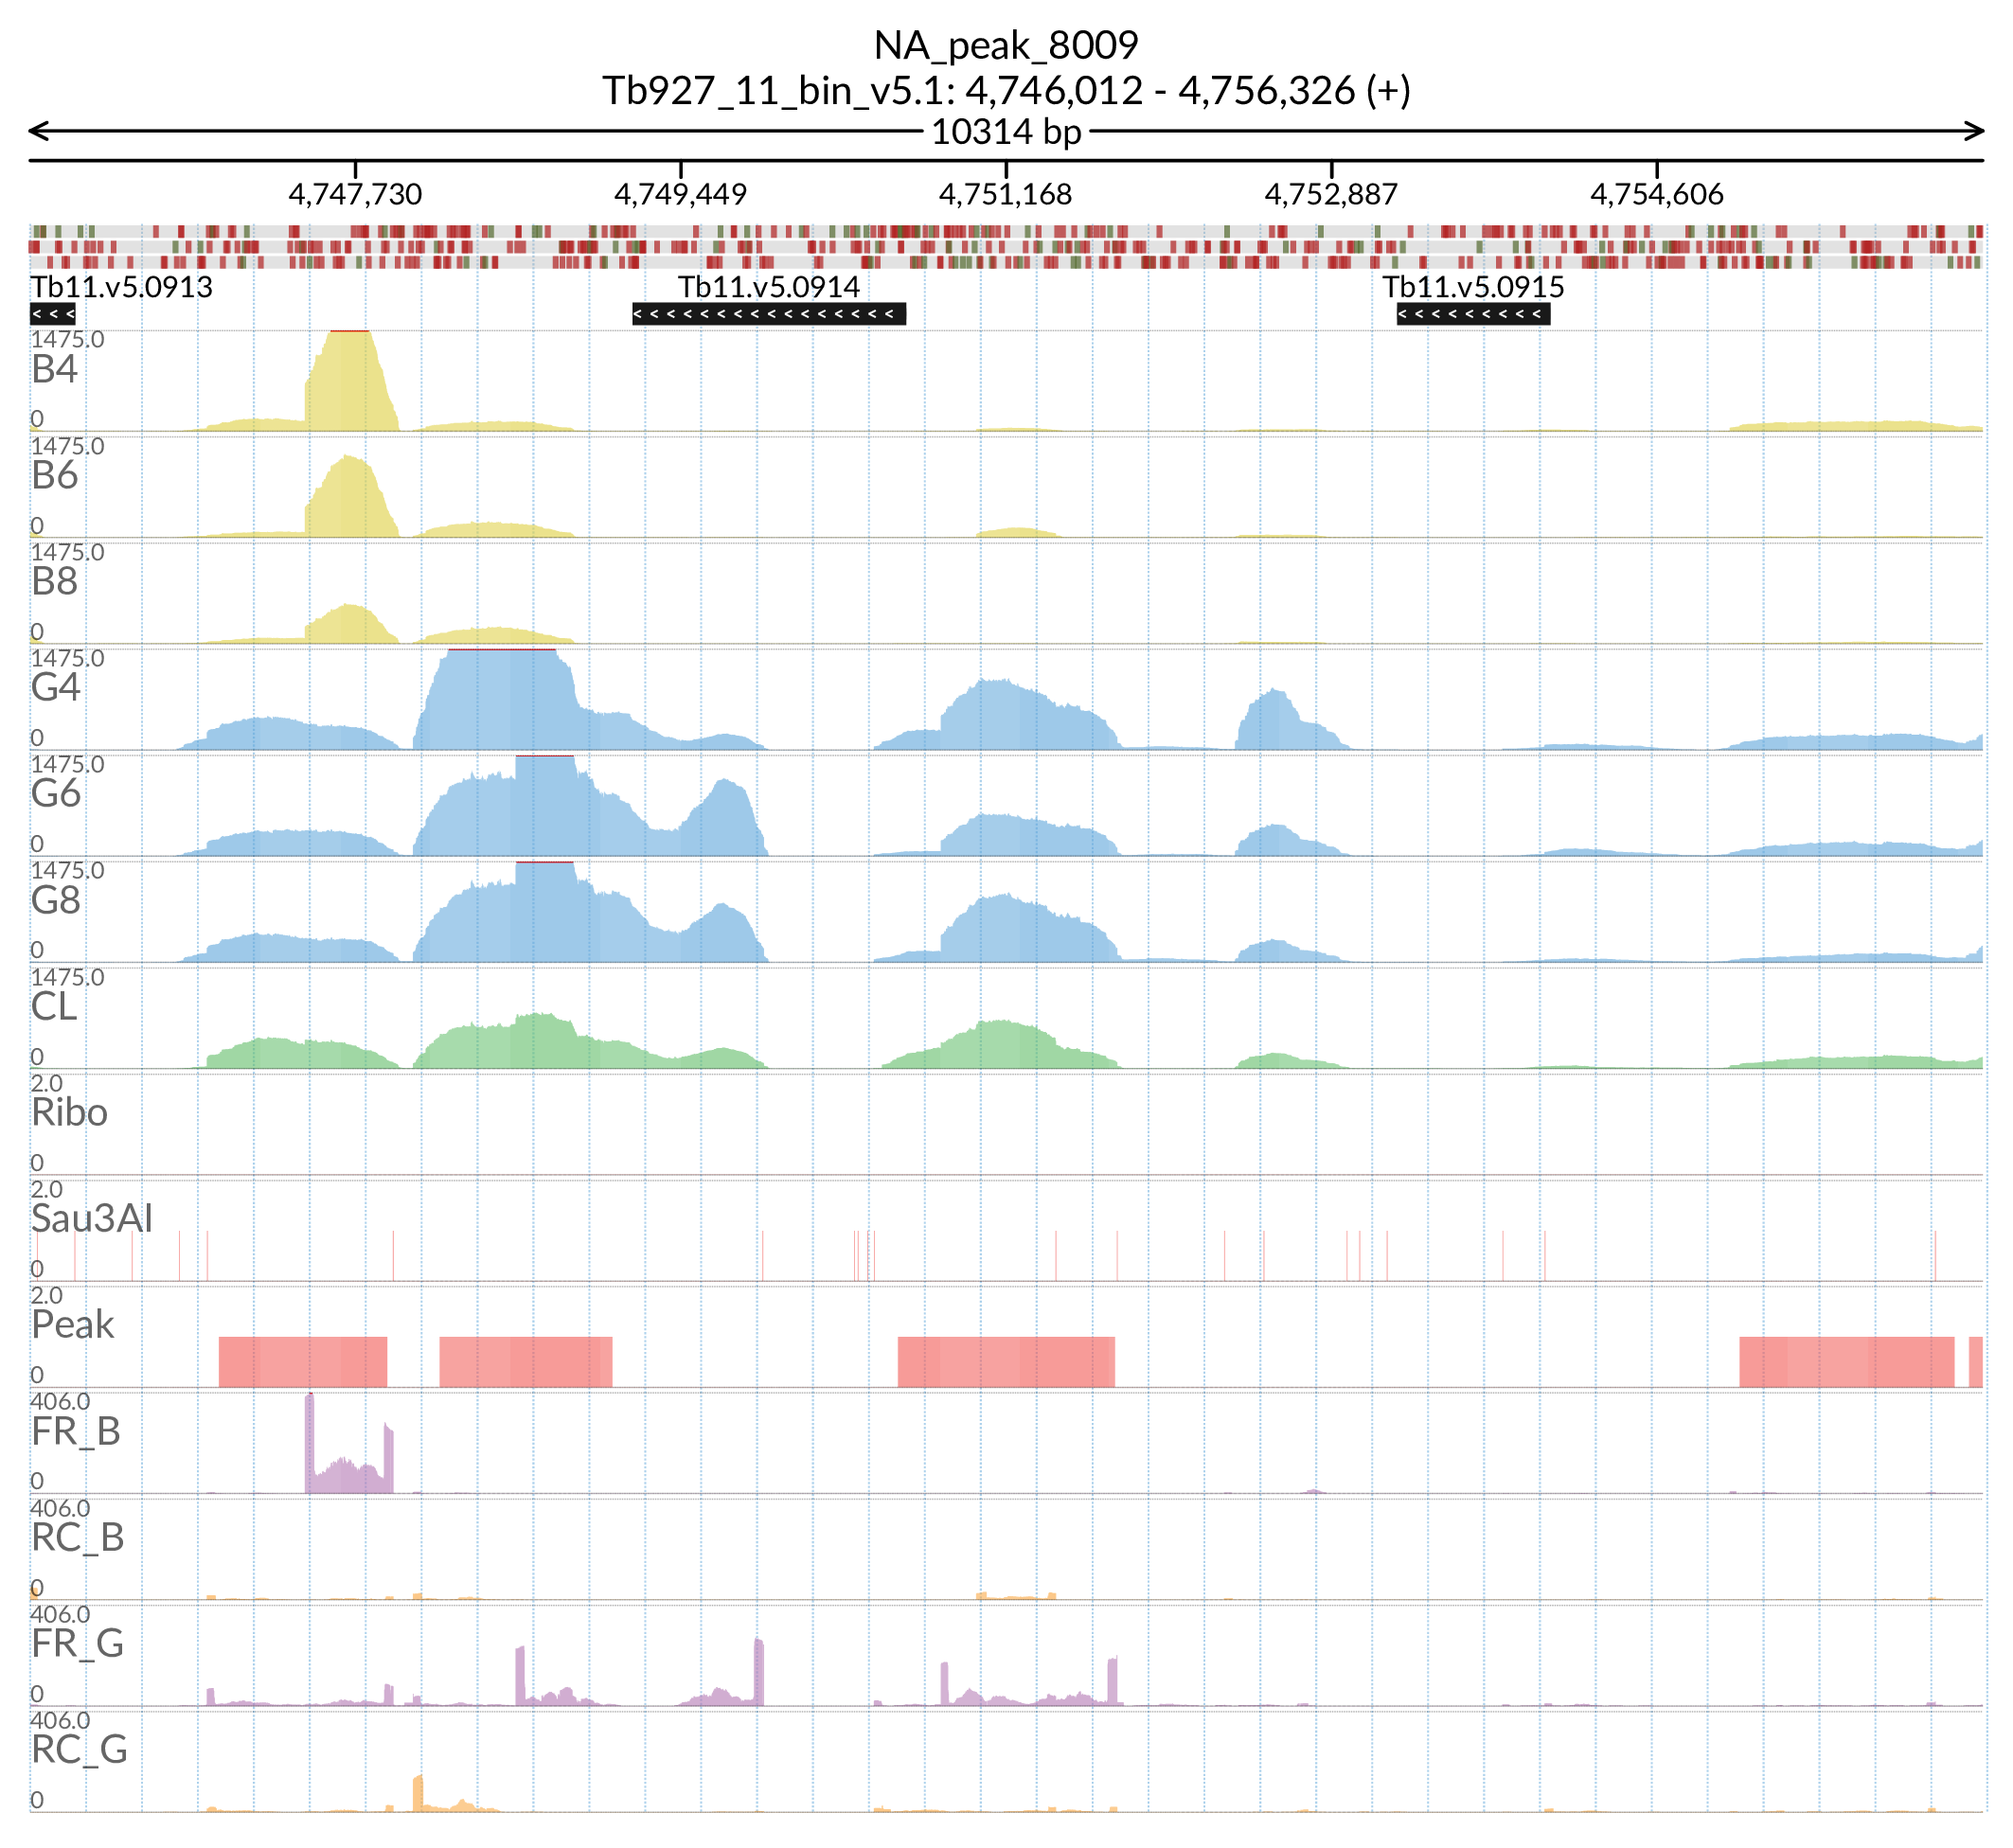 NA_peak_8009
Tb927_11_bin_v5.1: 4,746,012 - 4,756,326 (+)
10314 bp
4,747,730 4,749,449 4,751,168 4,752,887 4,754,606
Tb11.v5.0913 Tb11.v5.0914 Tb11.v5.0915
1475.0
B4
0
1475.0
B6
0
1475.0
B8
0
1475.0
G4
0
1475.0
G6
0
1475.0
G8
0
1475.0
CL
0
2.0
Ribo
0
2.0
Sau3AI
0
2.0
Peak
0
406.0
FR_B
0
406.0
RC_B
0
406.0
FR_G
0
406.0
RC_G
0